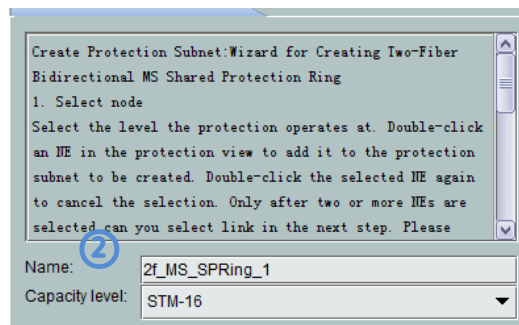 Create Protection Subnet:Wizard for Creating Two-Fiber
Bidirectional MS Shared Protection Ring
1. Select node
Select the level the protection operates at. Double-click
an NE in the protection view to add it to the protection
subnet to be created. Double-click the selected NE again
to cancel the selection. Only after two or more NEs are
selected can you select link in the next step. Please
2
Name: 2f_MS_SPRing_1
Capacity level: STM-16